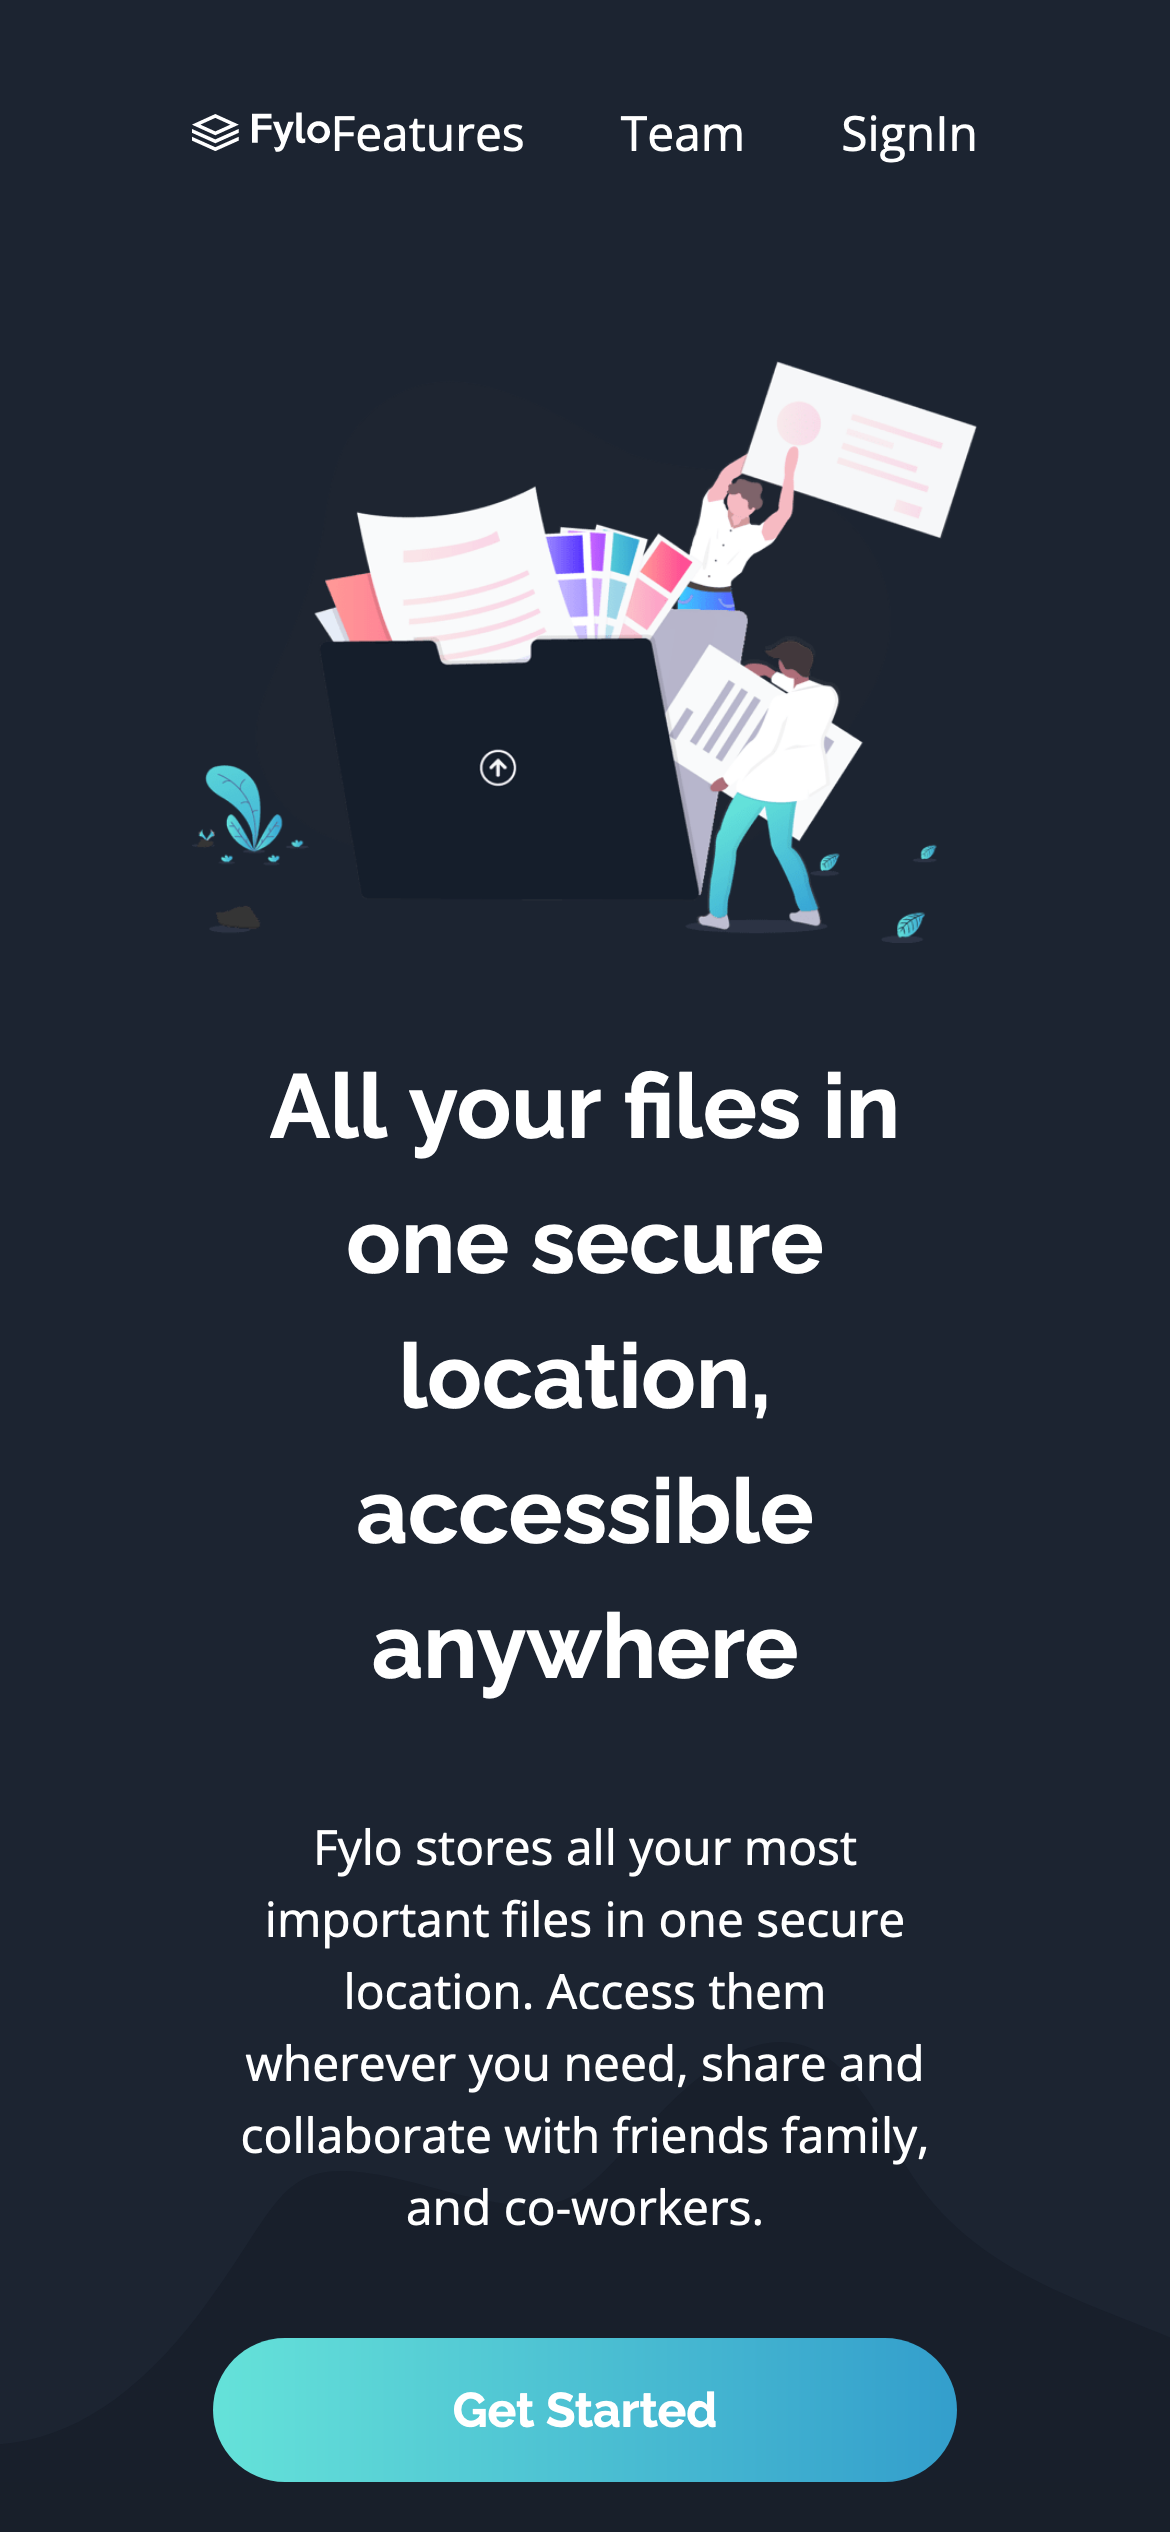 Fylo Features Team SignIn
All your files in
one secure
location,
accessible
anywhere
Fylo stores all your most
important files in one secure
location. Access them
wherever you need, share and
collaborate with friends family,
and co-workers.
Get Started